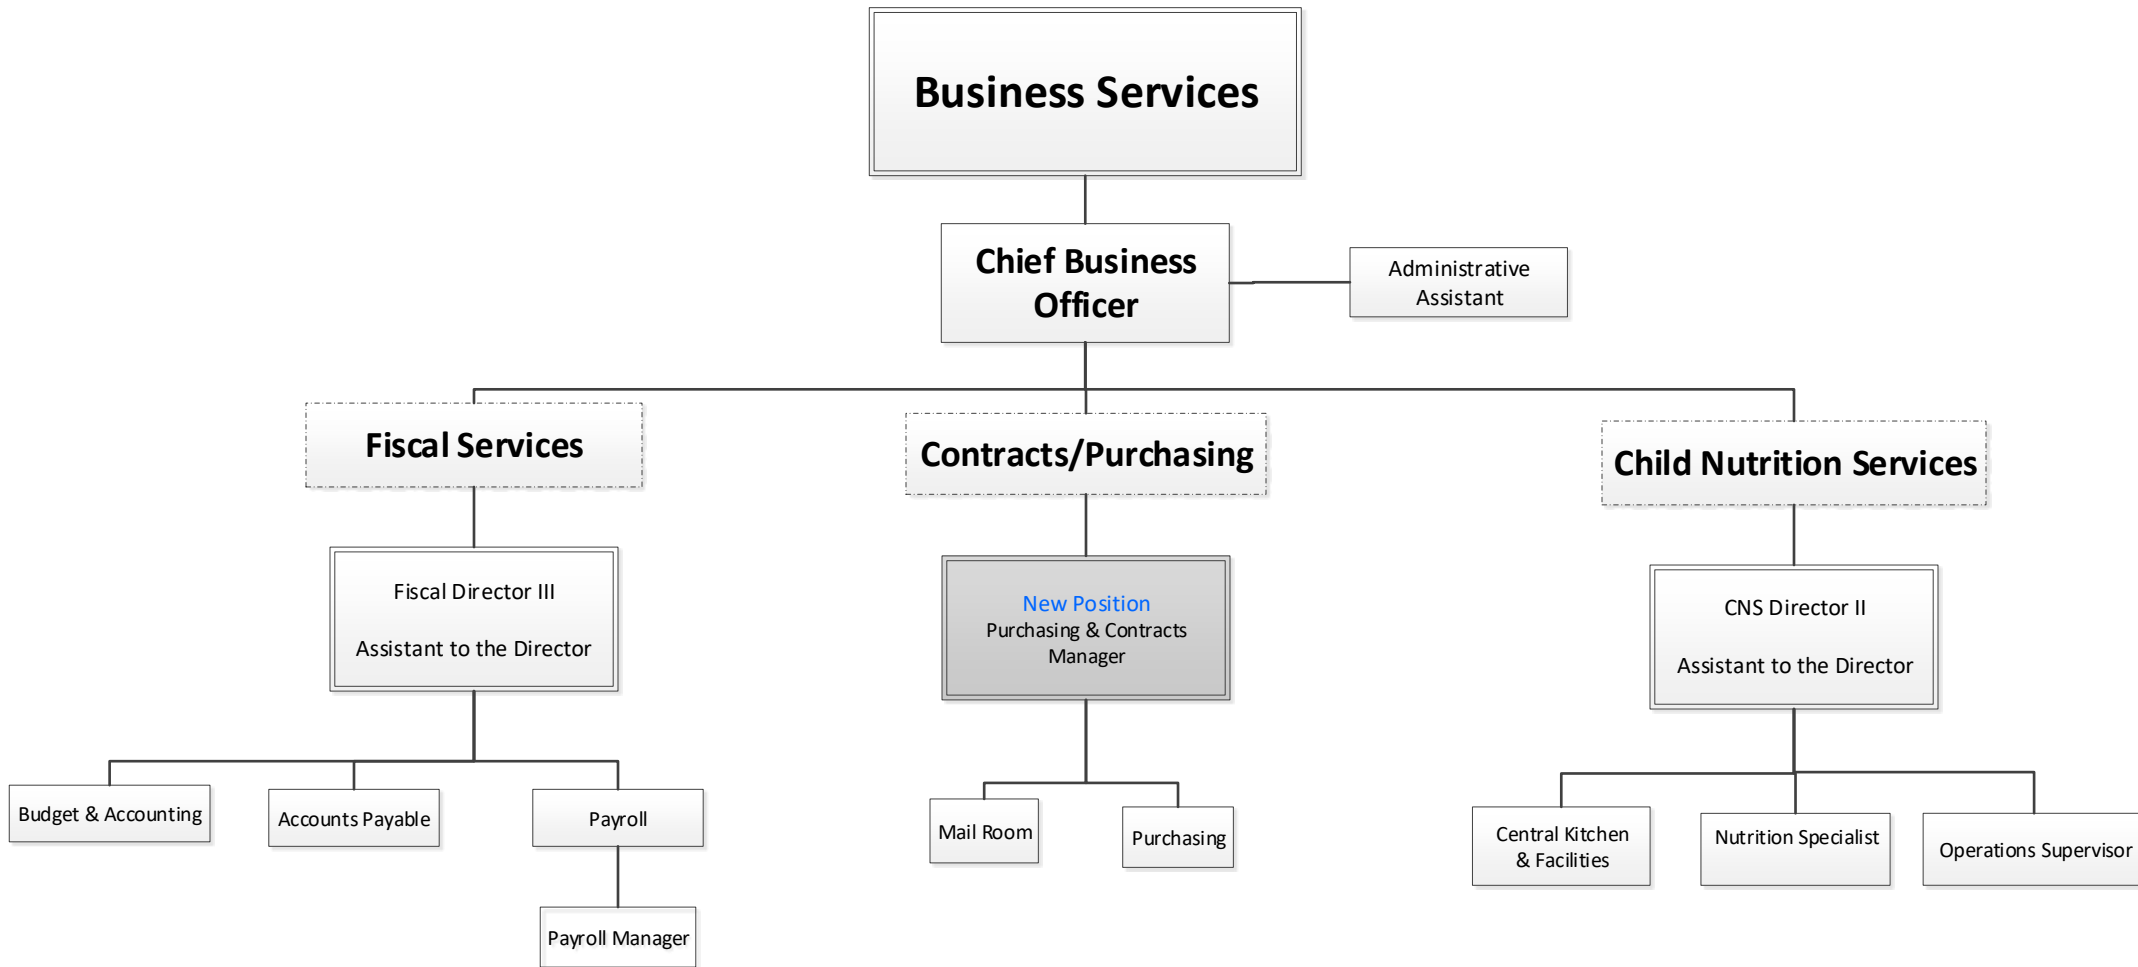 Business Services
Chief Business
Officer
Administrative
Assistant
Fiscal Services
Contracts/Purchasing
Child Nutrition Services
Fiscal Director III
Assistant to the Director
New Position
Purchasing & Contracts
Manager
CNS Director II
Assistant to the Director
Budget & Accounting
Accounts Payable
Payroll
Mail Room
Purchasing
Central Kitchen
& Facilities
Nutrition Specialist
Operations Supervisor
Payroll Manager